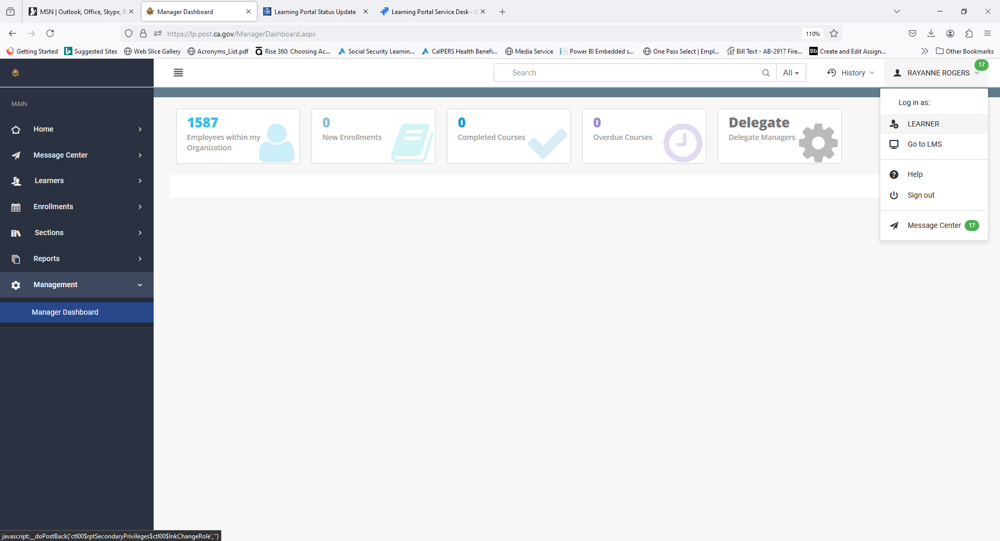 MSN | Outlook, Office, Skype, B
Manager Dashboard
Learning Portal Status Update
Learning Portal Service Desk - C
https://lp.post.ca.gov/ManagerDashboard.aspx
110%
Getting Started
Suggested Sites
Web Slice Gallery
Acronyms_List.pdf
Rise 360: Choosing Ac...
Social Security Learnin...
CalPERS Health Benefi...
Media Service
Power BI Embedded s...
One Pass Select | Empl...
Bill Text - AB-2917 Fire...
Bb Create and Edit Assign...
Other Bookmarks
Search
All
History
RAYANNE ROGERS
17
MAIN
Home
Message Center
Learners
Enrollments
Sections
Reports
Management
Manager Dashboard
1587
Employees within my
Organization
0
New Enrollments
0
Completed Courses
0
Overdue Courses
Delegate
Delegate Managers
Log in as:
LEARNER
Go to LMS
Help
Sign out
Message Center 17
javascript:__doPostBack('ctl00$rptSecondaryPrivileges$ctl00$lnkChangeRole','')